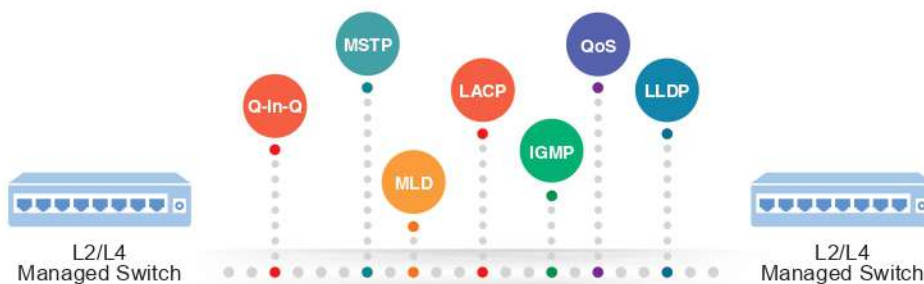 Q-in-Q
MSTP
MLD
LACP
IGMP
QoS
LLDP
L2/L4
Managed Switch
L2/L4
Managed Switch